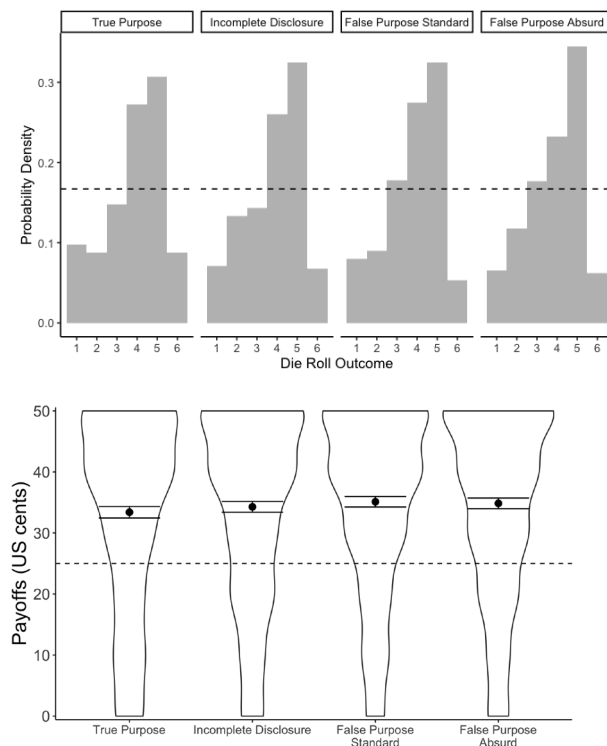 True Purpose Incomplete Disclosure False Purpose Standard False Purpose Absurd
0.3
0.2
0.1
0.0
Probability Density
1 2 3 4 5 6 1 2 3 4 5 6 1 2 3 4 5 6 1 2 3 4 5 6
Die Roll Outcome
50
40
30
20
10
0
Payoffs (US cents)
True Purpose Incomplete Disclosure False Purpose False Purpose
Standard Absurd